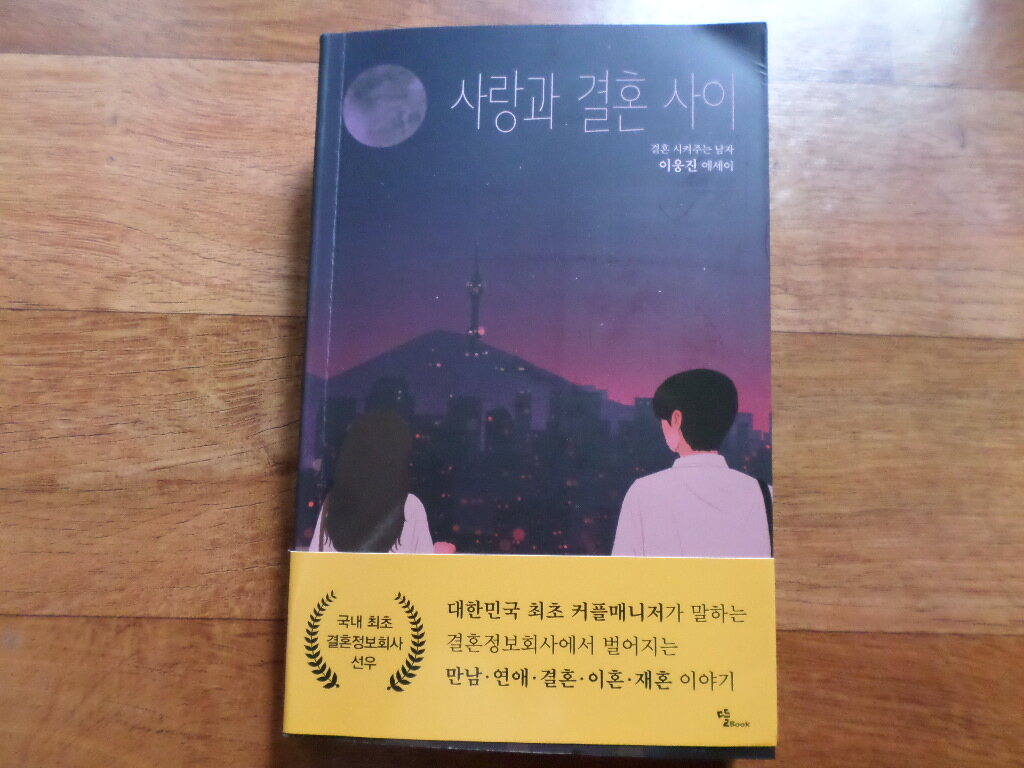 사랑과 결혼 사이
결혼 시켜주는 남자
이웅진 에세이
국내 최초
결혼정보회사
선우
대한민국 최초 커플매니저가 말하는
결혼정보회사에서 벌어지는
만남·연애·결혼·이혼·재혼 이야기
Book